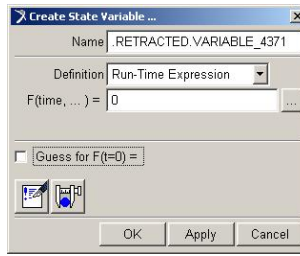 Create State Variable ...
Name .RETRACTED.VARIABLE_4371
Definition Run-Time Expression
F(time, ... ) = 0 ...
Guess for F(t=0) =
OK Apply Cancel